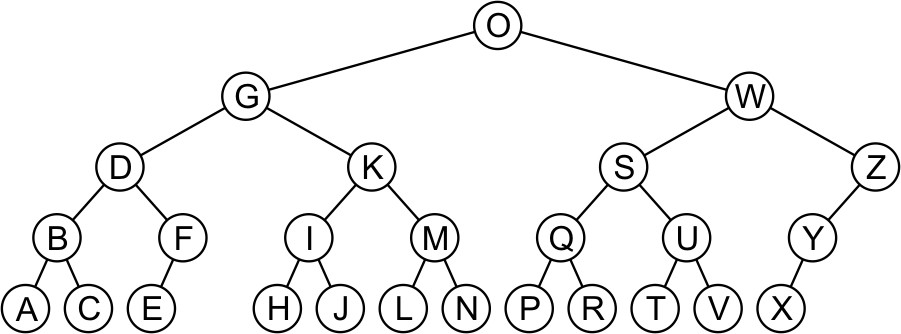 O
G W
D K S Z
B F I M Q U Y
A C E H J L N P R T V X